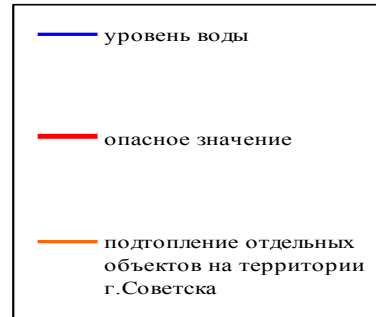 уровень воды
опасное значение
подтопление отдельных
объектов на территории
г.Советска